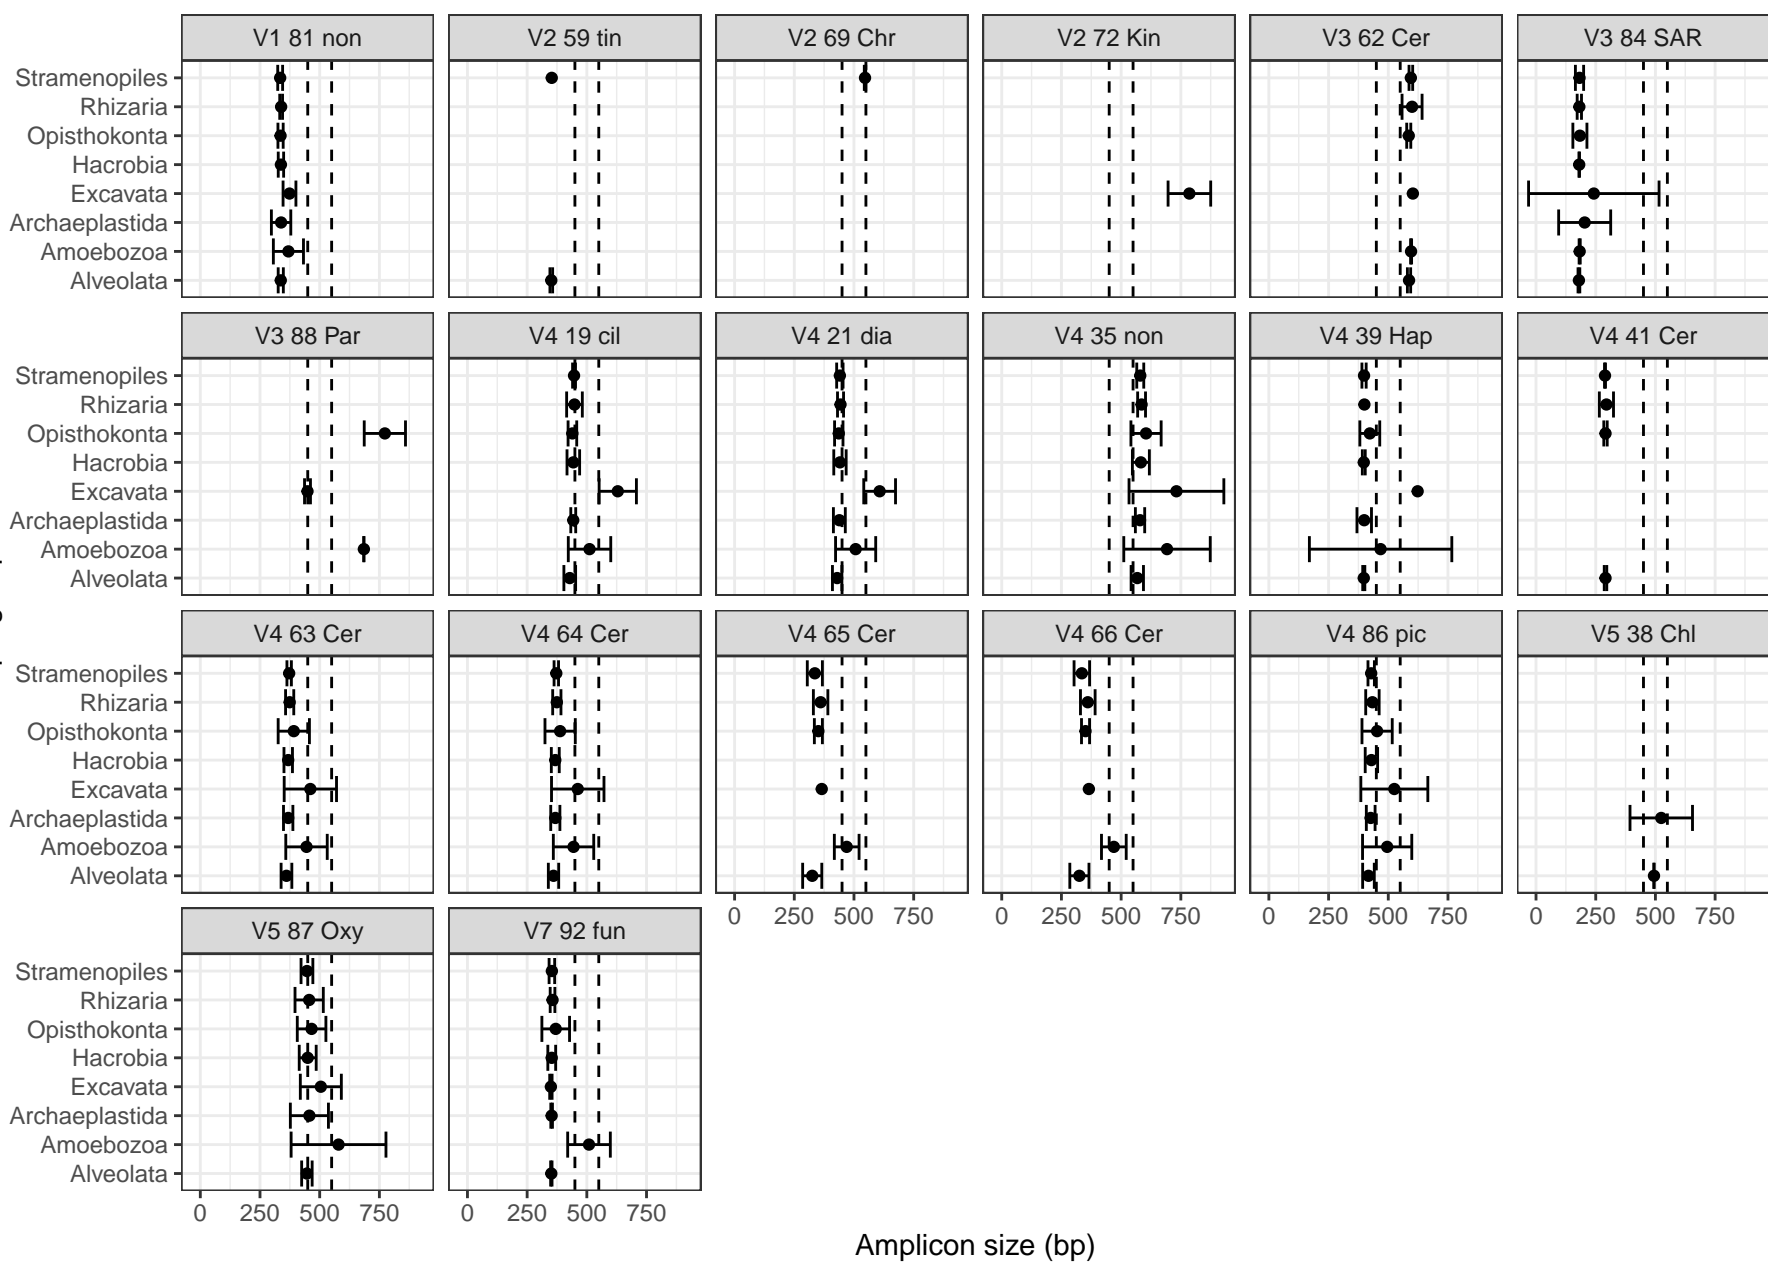 V1 81 non V2 59 tin V2 69 Chr V2 72 Kin V3 62 Cer V3 84 SAR
Stramenopiles
Rhizaria
Opisthokonta
Hacrobia
Excavata
Archaeplastida
Amoebozoa
Alveolata
V3 88 Par V4 19 cil V4 21 dia V4 35 non V4 39 Hap V4 41 Cer
Stramenopiles
Rhizaria
Opisthokonta
Hacrobia
Excavata
Archaeplastida
Amoebozoa
Alveolata
V4 63 Cer V4 64 Cer V4 65 Cer V4 66 Cer V4 86 pic V5 38 Chl
Stramenopiles
Rhizaria
Opisthokonta
Hacrobia
Excavata
Archaeplastida
Amoebozoa
Alveolata
0 250 500 750 0 250 500 750 0 250 500 750 0 250 500 750
V5 87 Oxy V7 92 fun
Stramenopiles
Rhizaria
Opisthokonta
Hacrobia
Excavata
Archaeplastida
Amoebozoa
Alveolata
0 250 500 750 0 250 500 750
Amplicon size (bp)